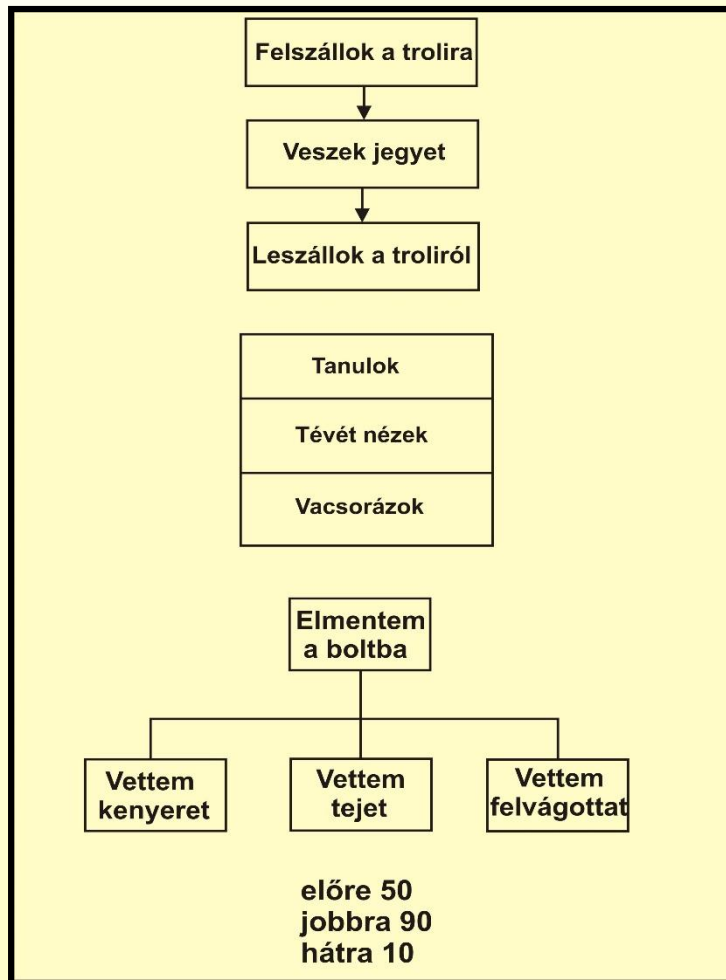 Felszállok a trolira
Veszek jegyet
Leszállok a troliról
Tanulok
Tévét nézek
Vacsorázok
Elmentem
a boltba
Vettem
kenyeret
Vettem
tejet
Vettem
felvágottat
előre 50
jobbra 90
hátra 10